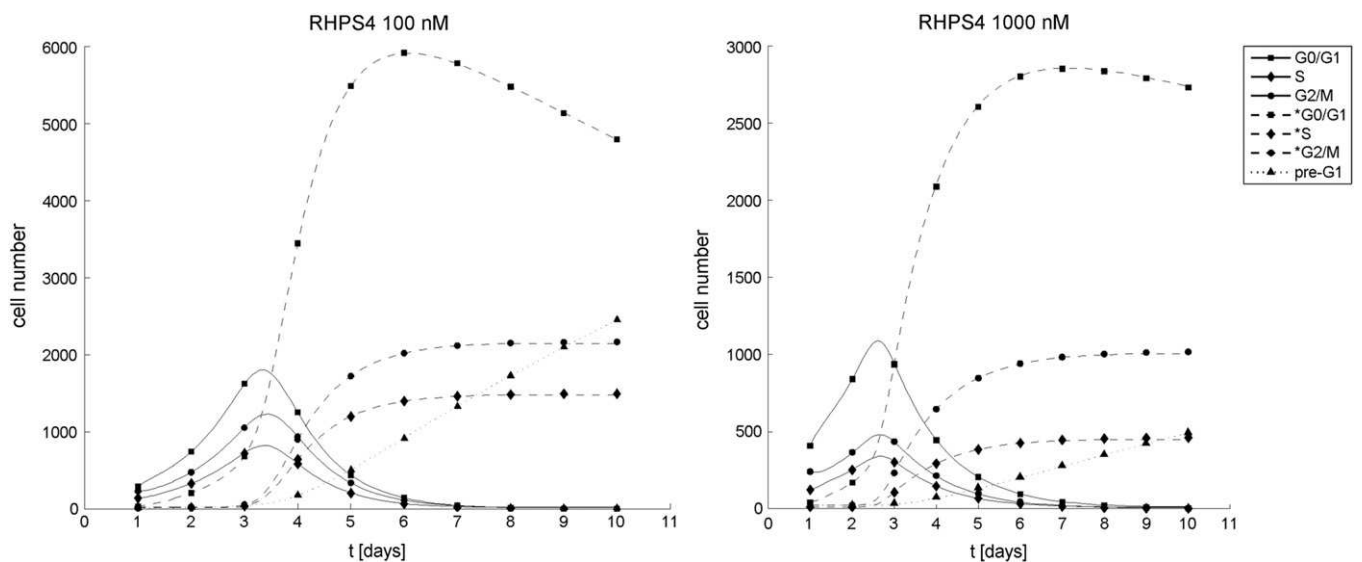 RHPS4 100 nM
6000
5000
4000
3000
2000
1000
0
0 1 2 3 4 5 6 7 8 9 10 11
cell number
t [days]
RHPS4 1000 nM
3000
2500
2000
1500
1000
500
0
0 1 2 3 4 5 6 7 8 9 10 11
cell number
t [days]
G0/G1
S
G2/M
*G0/G1
*S
*G2/M
pre-G1